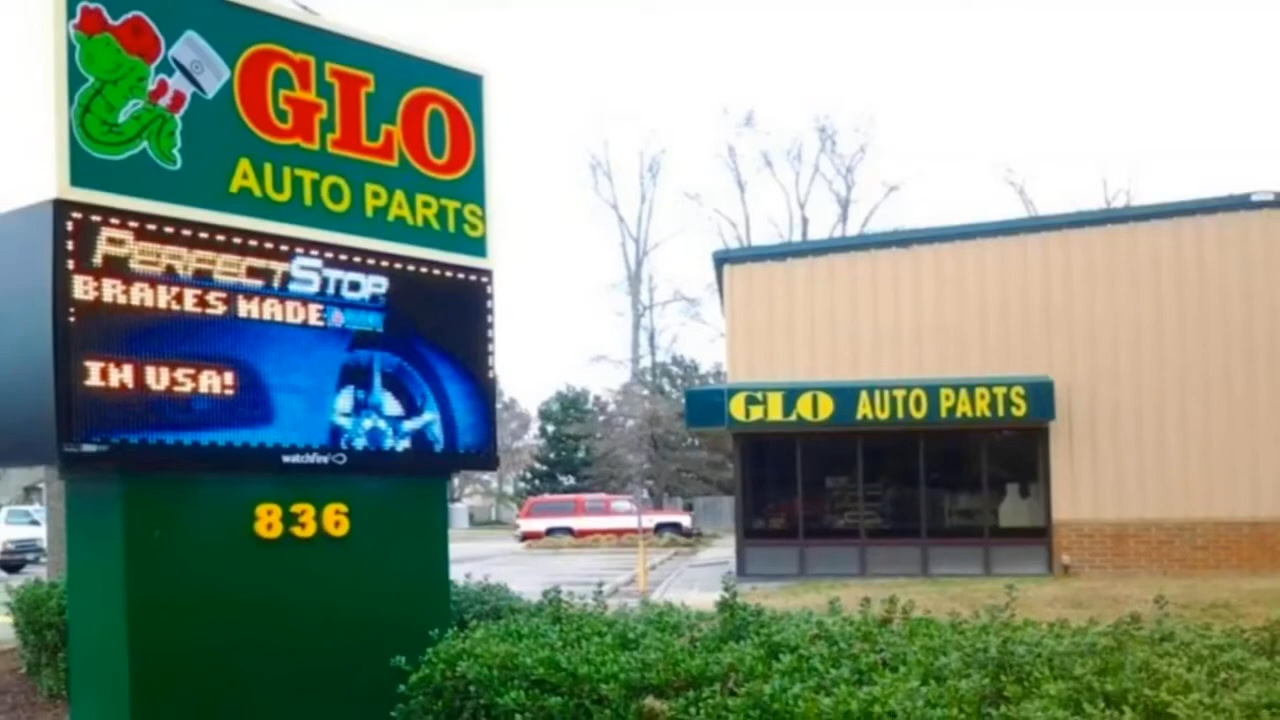 GLO
AUTO PARTS
PERFECTSTOP
BRAKES MADE
IN USA!
watchfire
836
GLO AUTO PARTS